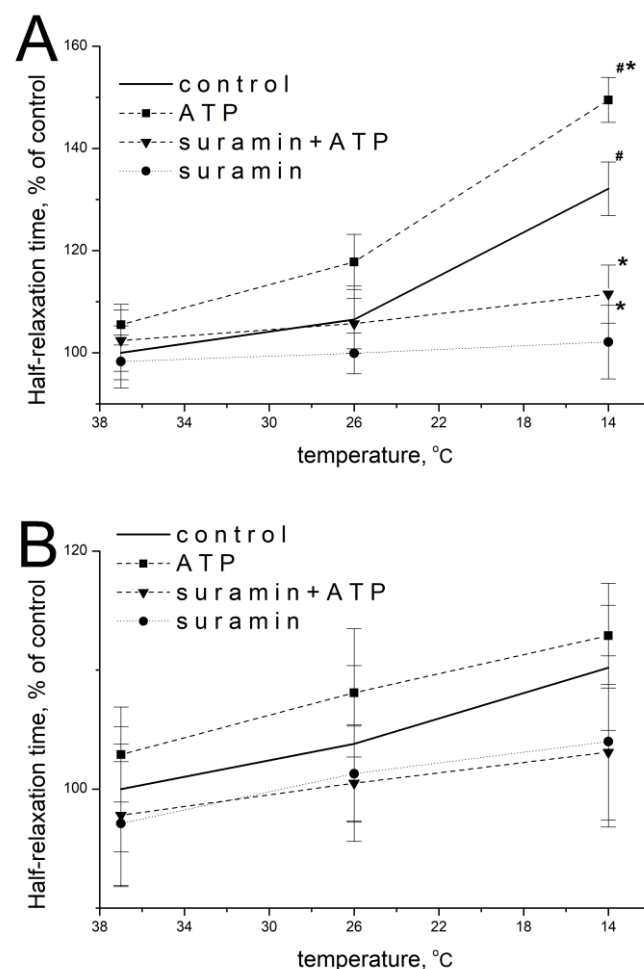 A
160
140
120
100
Half-relaxation time, % of control
control
ATP
suramin+ATP
suramin
#*
#
*
*
38 34 30 26 22 18 14
temperature, °C
B
120
100
Half-relaxation time, % of control
control
ATP
suramin+ATP
suramin
38 34 30 26 22 18 14
temperature, °C